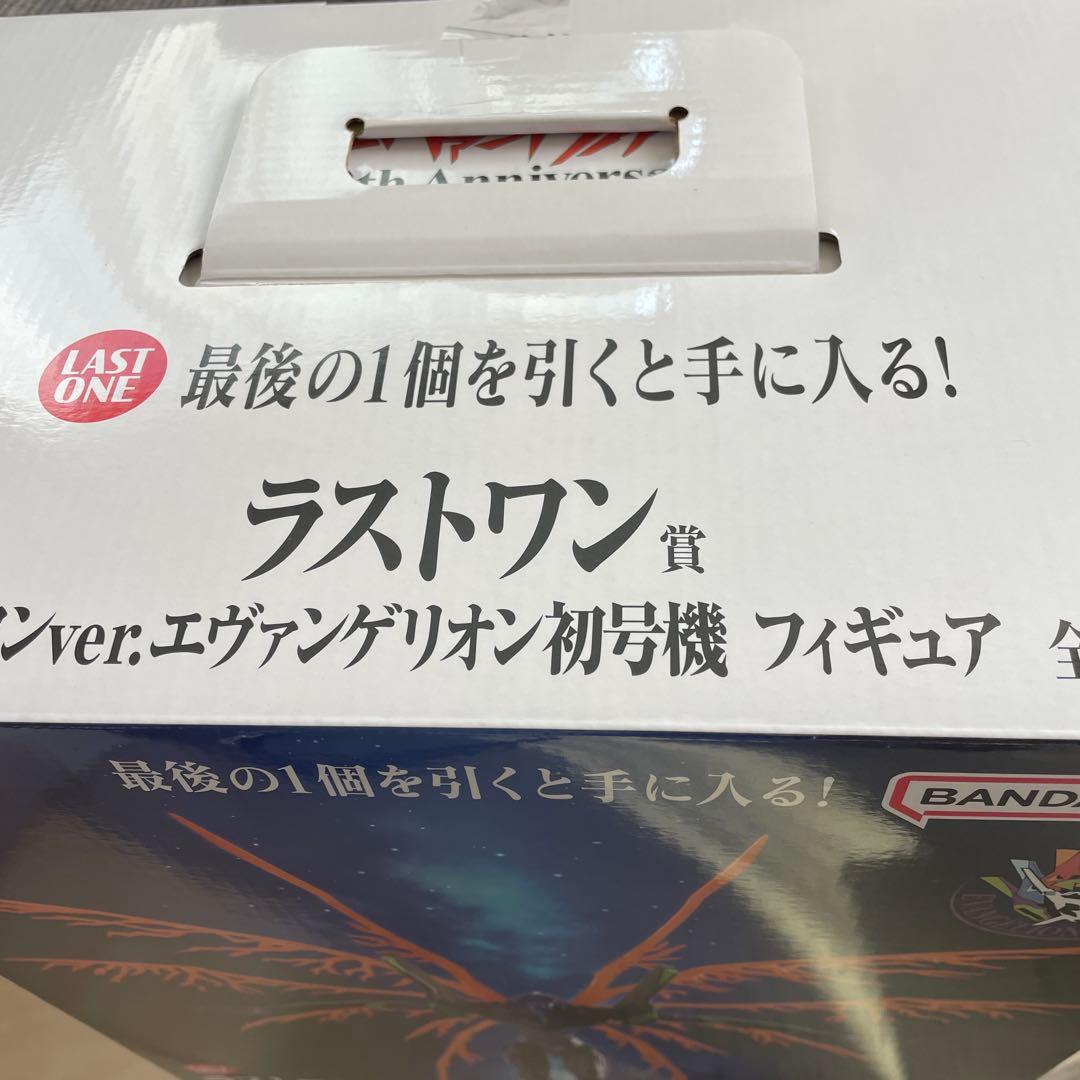 th Anniversa
LAST
ONE
最後の1個を引くと手に入る!
ラストワン賞
ンver.エヴァンゲリオン初号機 フィギュア 全
最後の1個を引くと手に入る!
BANDA